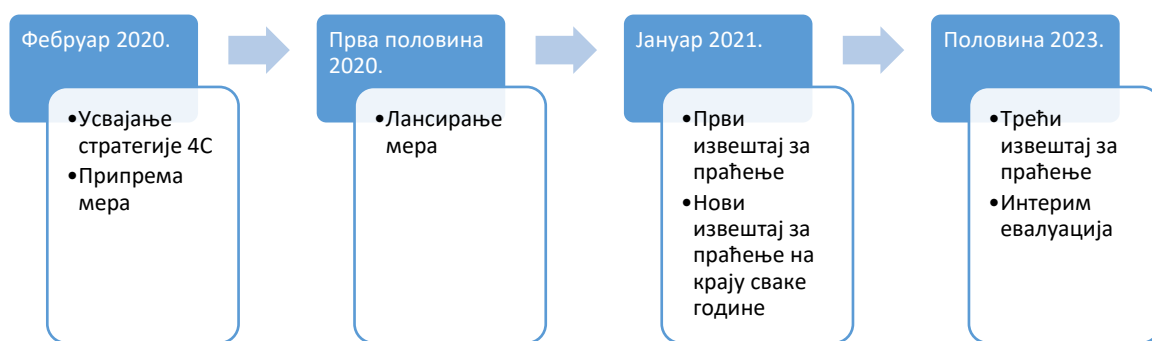 Фебруар 2020.
•Усвајање
стратегије 4С
•Припрема
мера
Прва половина
2020.
•Лансирање
мера
Јануар 2021.
•Први
извештај за
праћење
•Нови
извештај за
праћење на
крају сваке
године
Половина 2023.
•Трећи
извештај за
праћење
•Интерим
евалуација